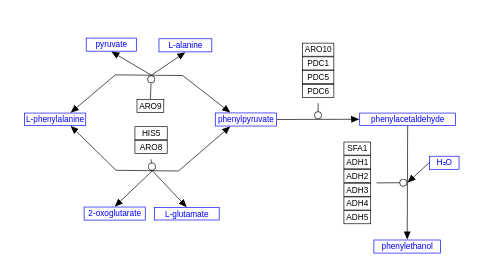 pyruvate
L-alanine
ARO10
PDC1
PDC5
PDC6
ARO9
L-phenylalanine
phenylpyruvate
phenylacetaldehyde
HIS5
ARO8
SFA1
ADH1
ADH2
ADH3
ADH4
ADH5
H₂O
2-oxoglutarate
L-glutamate
phenylethanol